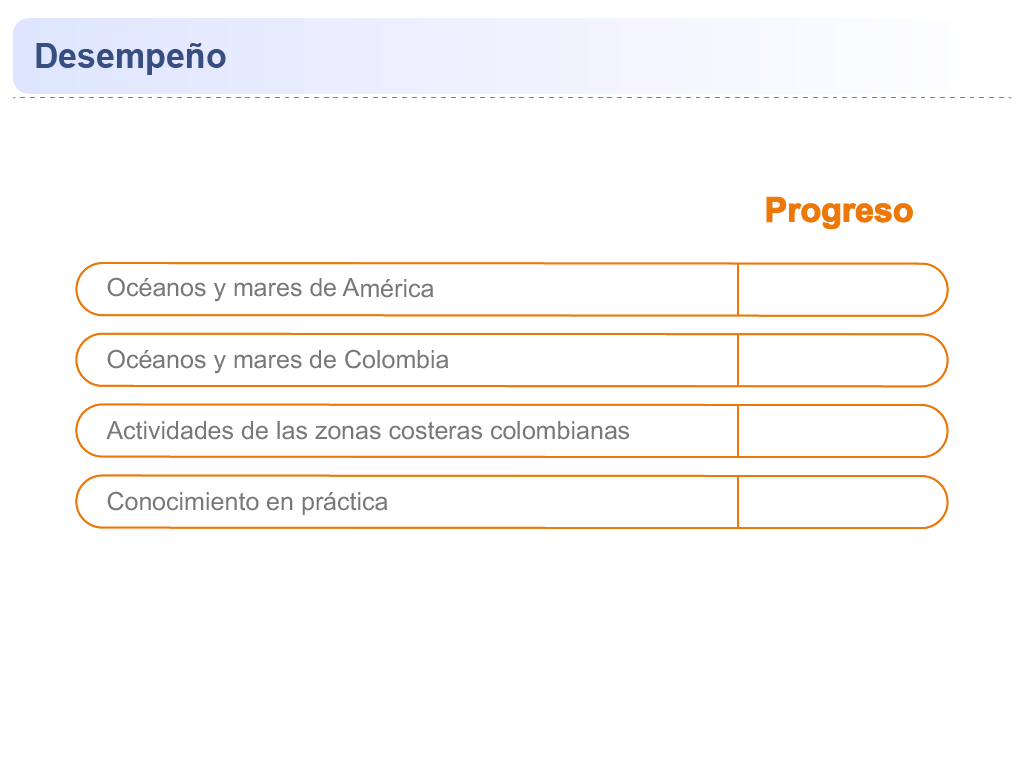 Desempeño
Progreso
Océanos y mares de América
Océanos y mares de Colombia
Actividades de las zonas costeras colombianas
Conocimiento en práctica